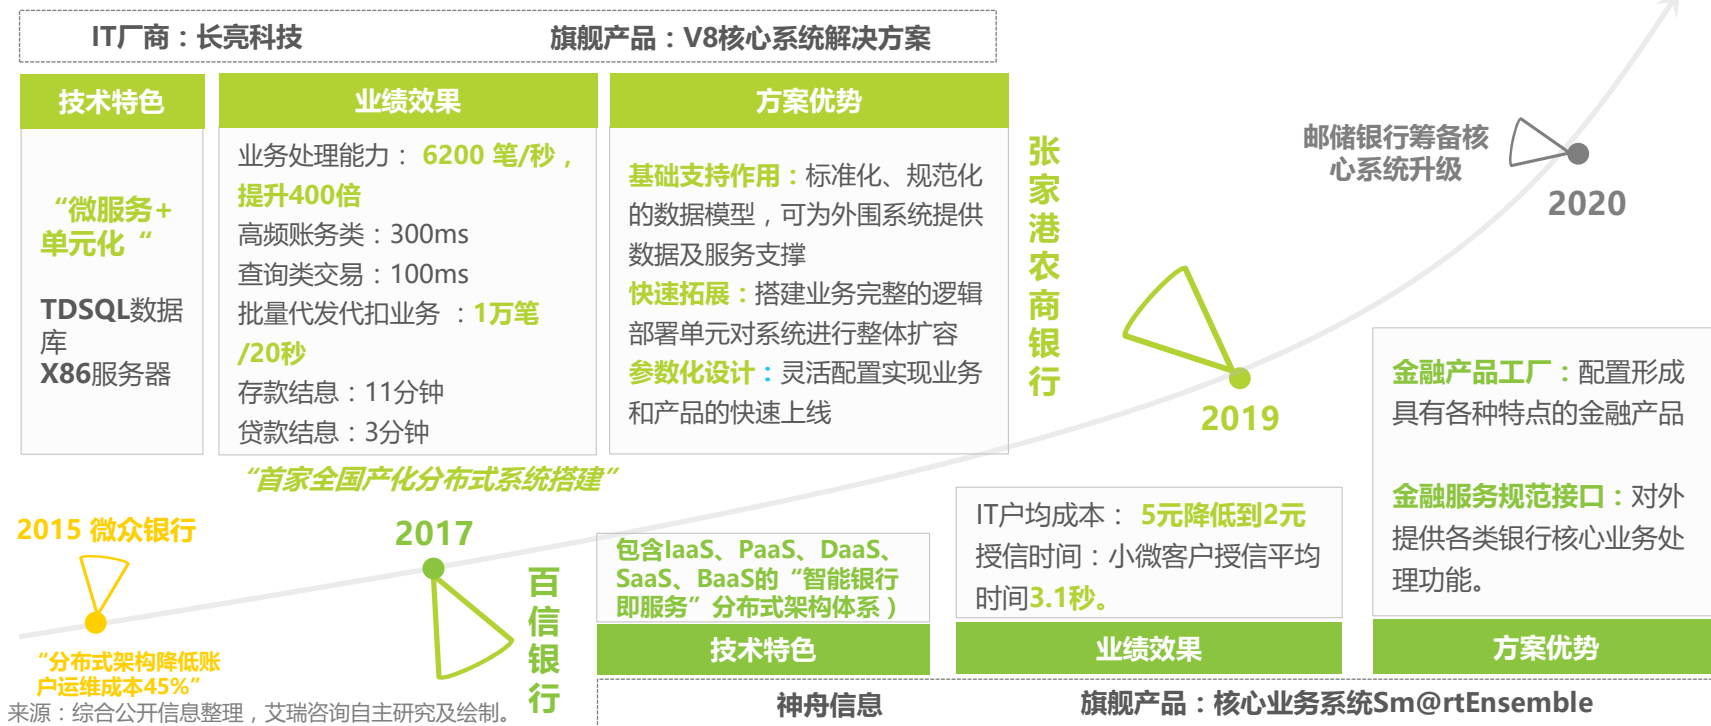 IT厂商：长亮科技
旗舰产品：V8核心系统解决方案
技术特色
“微服务+
单元化“
TDSQL数据
库
X86服务器
业绩效果
业务处理能力： 6200 笔/秒，
提升400倍
高频账务类：300ms
查询类交易：100ms
批量代发代扣业务 ：1万笔
/20秒
存款结息：11分钟
贷款结息：3分钟
方案优势
基础支持作用：标准化、规范化
的数据模型，可为外围系统提供
数据及服务支撑
快速拓展：搭建业务完整的逻辑
部署单元对系统进行整体扩容
参数化设计：灵活配置实现业务
和产品的快速上线
张家港农商银行
“首家全国产化分布式系统搭建”
邮储银行筹备核
心系统升级
2020
2019
2015 微众银行
“分布式架构降低账
户运维成本45%”
2017
百信银行
包含IaaS、PaaS、DaaS、
SaaS、BaaS的“智能银行
即服务”分布式架构体系）
技术特色
IT户均成本： 5元降低到2元
授信时间：小微客户授信平均
时间3.1秒。
业绩效果
金融产品工厂：配置形成
具有各种特点的金融产品
金融服务规范接口：对外
提供各类银行核心业务处
理功能。
方案优势
神舟信息
旗舰产品：核心业务系统Sm@rtEnsemble
来源：综合公开信息整理，艾瑞咨询自主研究及绘制。